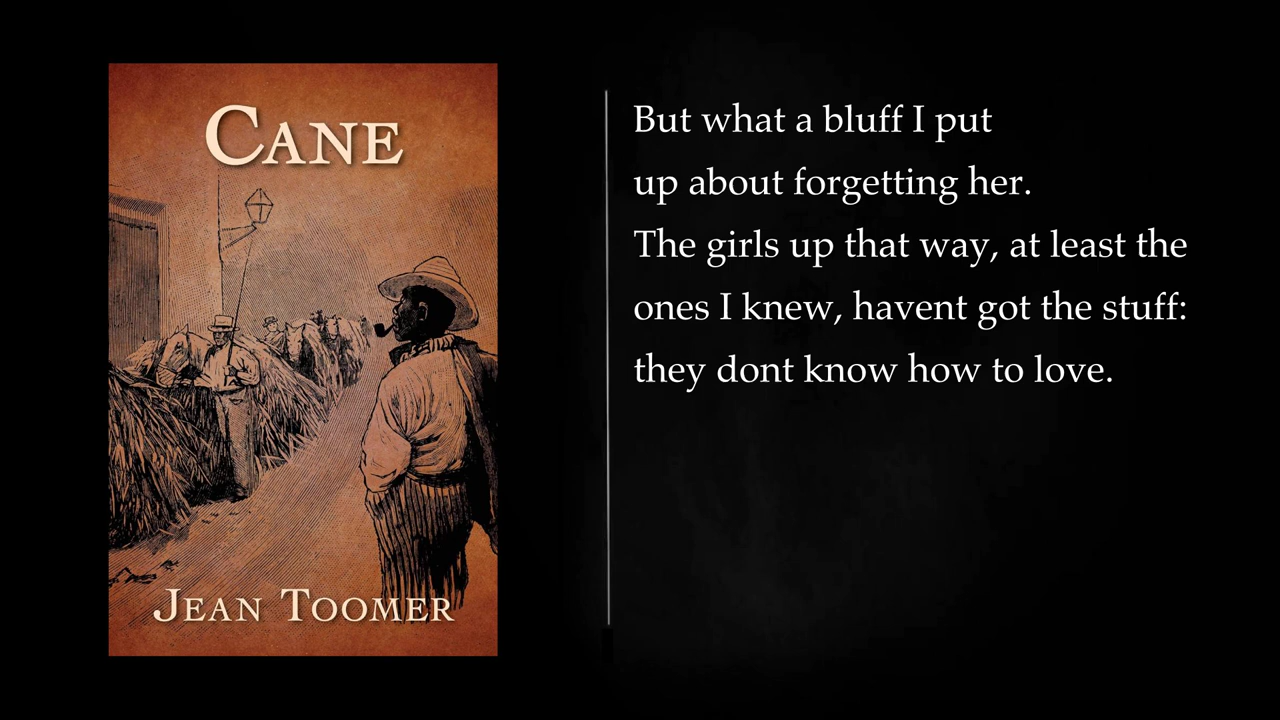 CANE
JEAN TOOMER
But what a bluff I put
up about forgetting her.
The girls up that way, at least the
ones I knew, havent got the stuff:
they dont know how to love.